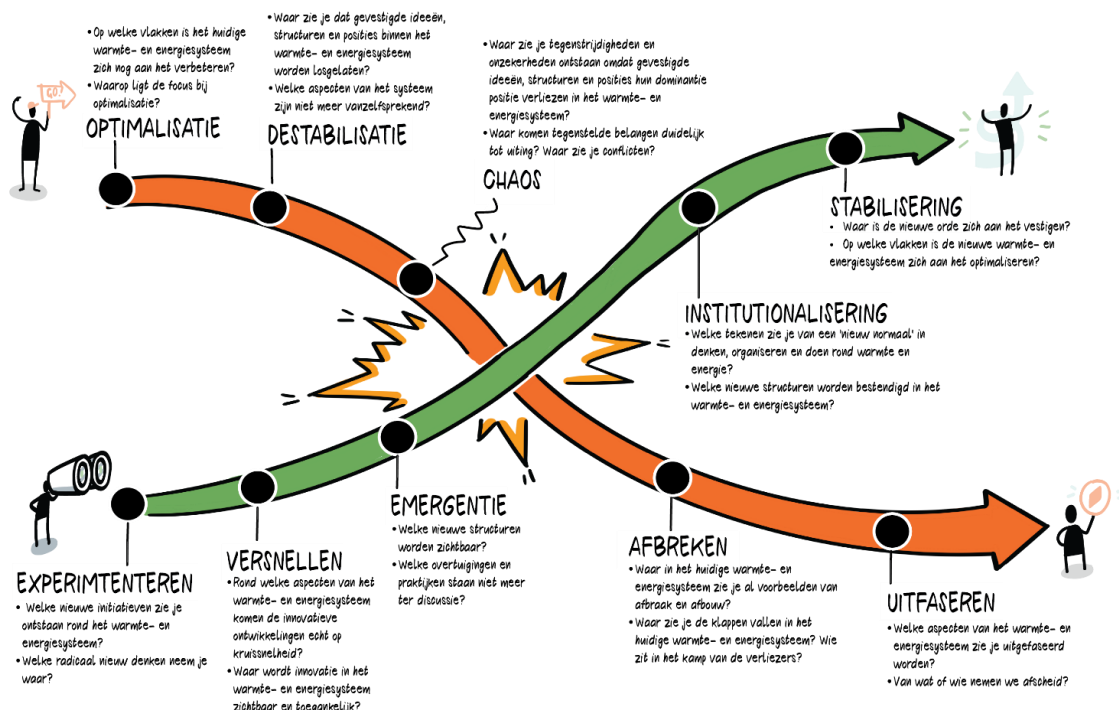 • Op welke vlakken is het huidige
warmte- en energiesysteem
zich nog aan het verbeteren?
• Waarop ligt de focus bij
optimalisatie?
GO!
OPTIMALISATIE
• Waar zie je dat gevestigde ideeën,
structuren en posities binnen het
warmte- en energiesysteem
worden losgelaten?
• Welke aspecten van het systeem
zijn niet meer vanzelfsprekend?
DESTABILISATIE
• Waar zie je tegenstrijdigheden en
onzekerheden ontstaan omdat gevestigde
ideeën, structuren en posities hun dominantie
positie verliezen in het warmte- en
energiesysteem?
• Waar komen tegenstelde belangen duidelijk
tot uiting? Waar zie je conflicten?
CHAOS
STABILISERING
• Waar is de nieuwe orde zich aan het vestigen?
• Op welke vlakken is de nieuwe warmte- en
energiesysteem zich aan het optimaliseren?
INSTITUTIONALISERING
• Welke tekenen zie je van een 'nieuw normaal' in
denken, organiseren en doen rond warmte en
energie?
• Welke nieuwe structuren worden bestendigd in het
warmte- en energiesysteem?
EXPERIMTENTEREN
• Welke nieuwe initiatieven zie je
ontstaan rond het warmte- en
energiesysteem?
• Welke radicaal nieuw denken neem je
waar?
VERSNELLEN
• Rond welke aspecten van het
warmte- en energiesysteem
komen de innovatieve
ontwikkelingen echt op
kruissnelheid?
• Waar wordt innovatie in het
warmte- en energiesysteem
zichtbaar en toegankelijk?
EMERGENTIE
• Welke nieuwe structuren
worden zichtbaar?
• Welke overtuigingen en
praktijken staan niet meer
ter discussie?
AFBREKEN
• Waar in het huidige warmte- en
energiesysteem zie je al voorbeelden van
afbraak en afbouw?
• Waar zie je de klappen vallen in het
huidige warmte- en energiesysteem? Wie
zit in het kamp van de verliezers?
UITFASEREN
• Welke aspecten van het warmte- en
energiesysteem zie je uitgefaseerd
worden?
• Van wat of wie nemen we afscheid?